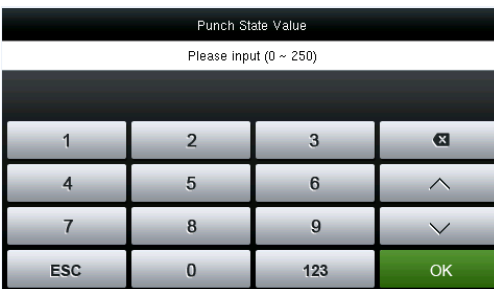 Punch State Value
Please input (0 ~ 250)
1 2 3
4 5 6
7 8 9
ESC 0 123 OK